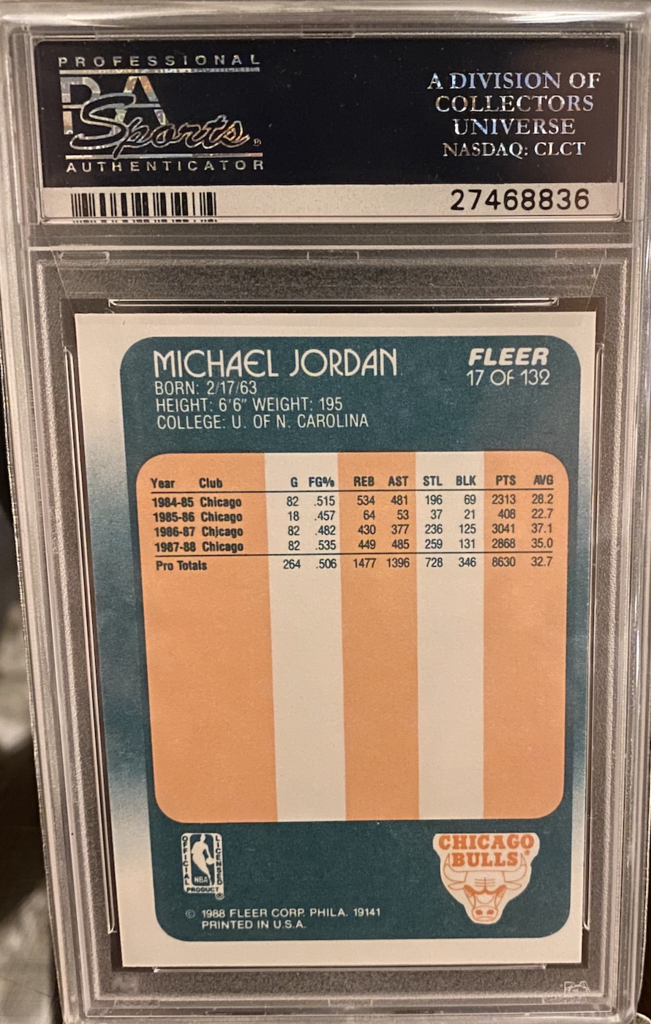 PROFESSIONAL
PSA
Sports®
AUTHENTICATOR
A DIVISION OF
COLLECTORS
UNIVERSE
NASDAQ: CLCT
27468836
MICHAEL JORDAN
BORN: 2/17/63
HEIGHT: 6'6" WEIGHT: 195
COLLEGE: U. OF N. CAROLINA
FLEER
17 OF 132
Year Club G FG% REB AST STL BLK PTS AVG
1984-85 Chicago 82 .515 534 481 196 69 2313 28.2
1985-86 Chicago 18 .457 64 53 37 21 408 22.7
1986-87 Chicago 82 .482 430 377 236 125 3041 37.1
1987-88 Chicago 82 .535 449 485 259 131 2868 35.0
Pro Totals 264 .506 1477 1396 728 346 8630 32.7
OFFICIAL
LICENSED
NBA
PRODUCT
CHICAGO
BULLS®
© 1988 FLEER CORP. PHILA. 19141
PRINTED IN U.S.A.